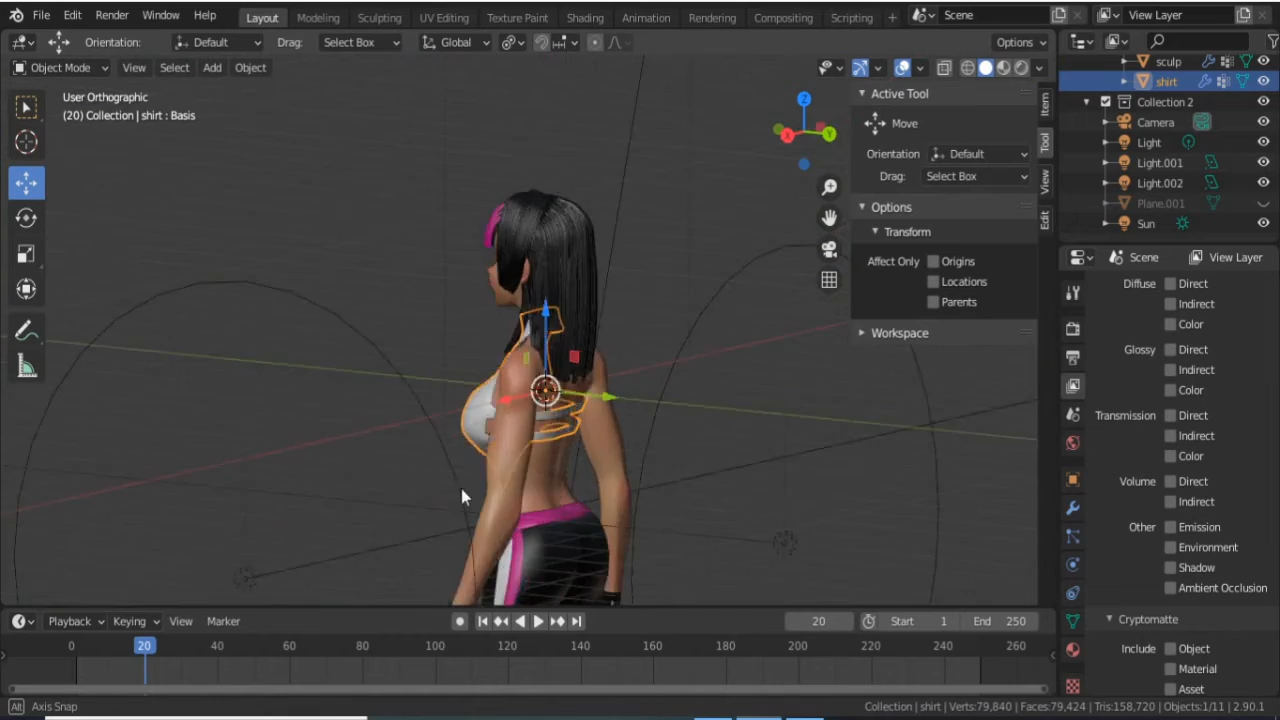 File Edit Render Window Help Layout Modeling Sculpting UV Editing Texture Paint Shading Animation Rendering Compositing Scripting Scene View Layer
Orientation: Default Drag: Select Box Global Options
Object Mode View Select Add Object
User Orthographic
(20) Collection | shirt : Basis
Active Tool
Move
Orientation Default
Drag: Select Box
Options
Transform
Affect Only Origins
Locations
Parents
Workspace
Item
Tool
View
Edit
sculp
shirt
Collection 2
Camera
Light
Light.001
Light.002
Plane.001
Sun
Scene View Layer
Diffuse Direct
Indirect
Color
Glossy Direct
Indirect
Color
Transmission Direct
Indirect
Color
Volume Direct
Indirect
Other Emission
Environment
Shadow
Ambient Occlusion
Cryptomatte
Include Object
Material
Asset
Playback Keying View Marker 20 Start 1 End 250
0 20 40 60 80 100 120 140 160 180 200 220 240 260
Alt Axis Snap Collection | shirt | Verts:79,840 | Faces:79,424 | Tris:158,720 | Objects:1/11 | 2.90.1
X
Y
Z